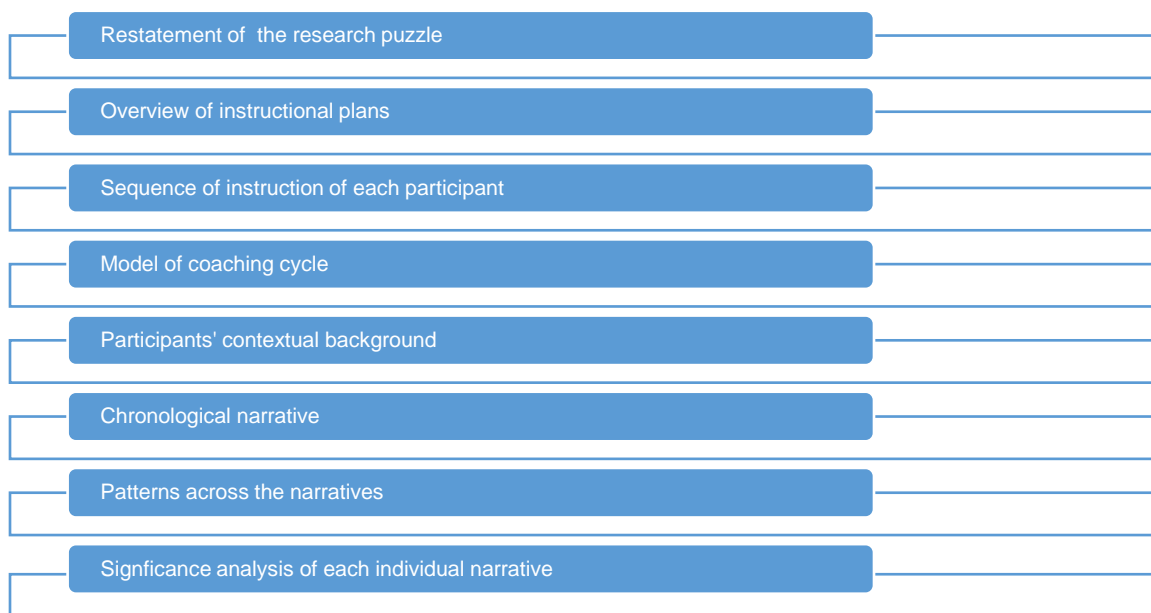 Restatement of the research puzzle
Overview of instructional plans
Sequence of instruction of each participant
Model of coaching cycle
Participants' contextual background
Chronological narrative
Patterns across the narratives
Signficance analysis of each individual narrative